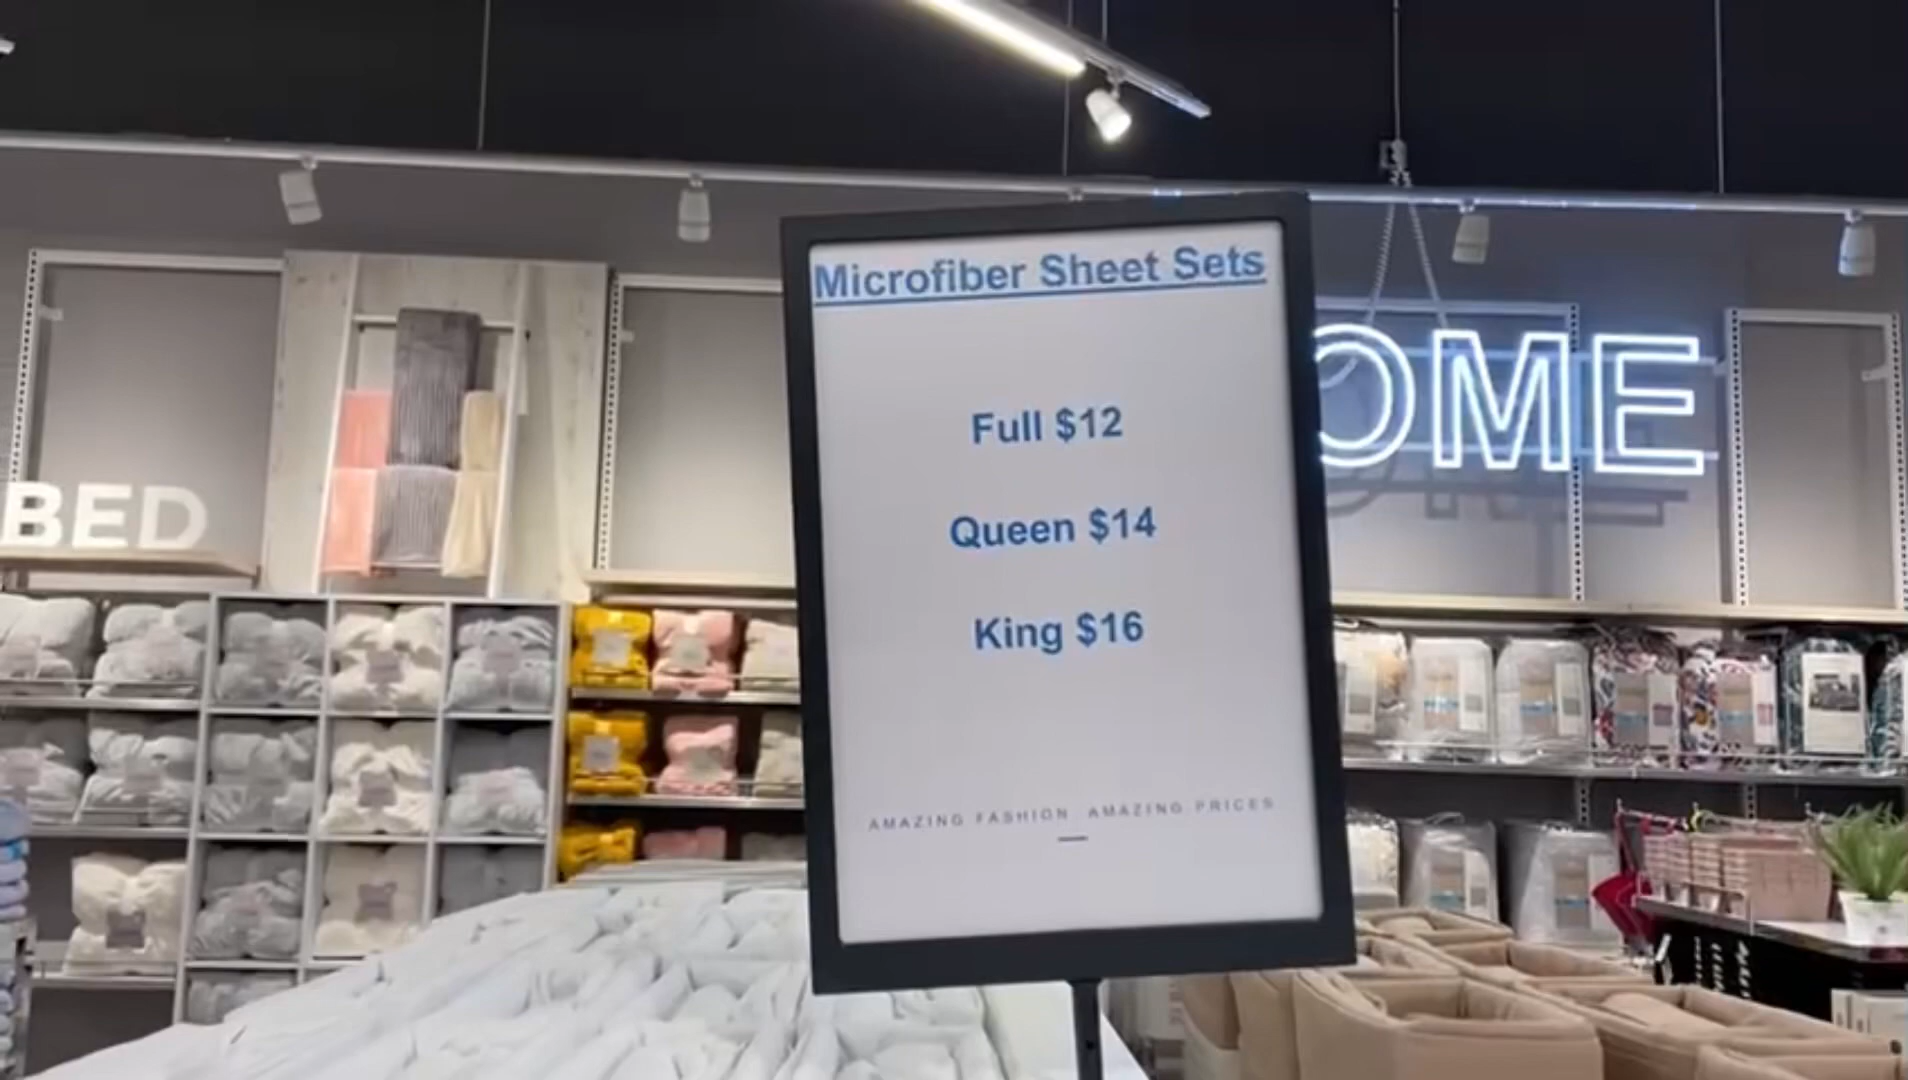 Microfiber Sheet Sets
Full $12
Queen $14
King $16
AMAZING FASHION. AMAZING PRICES
BED
OME